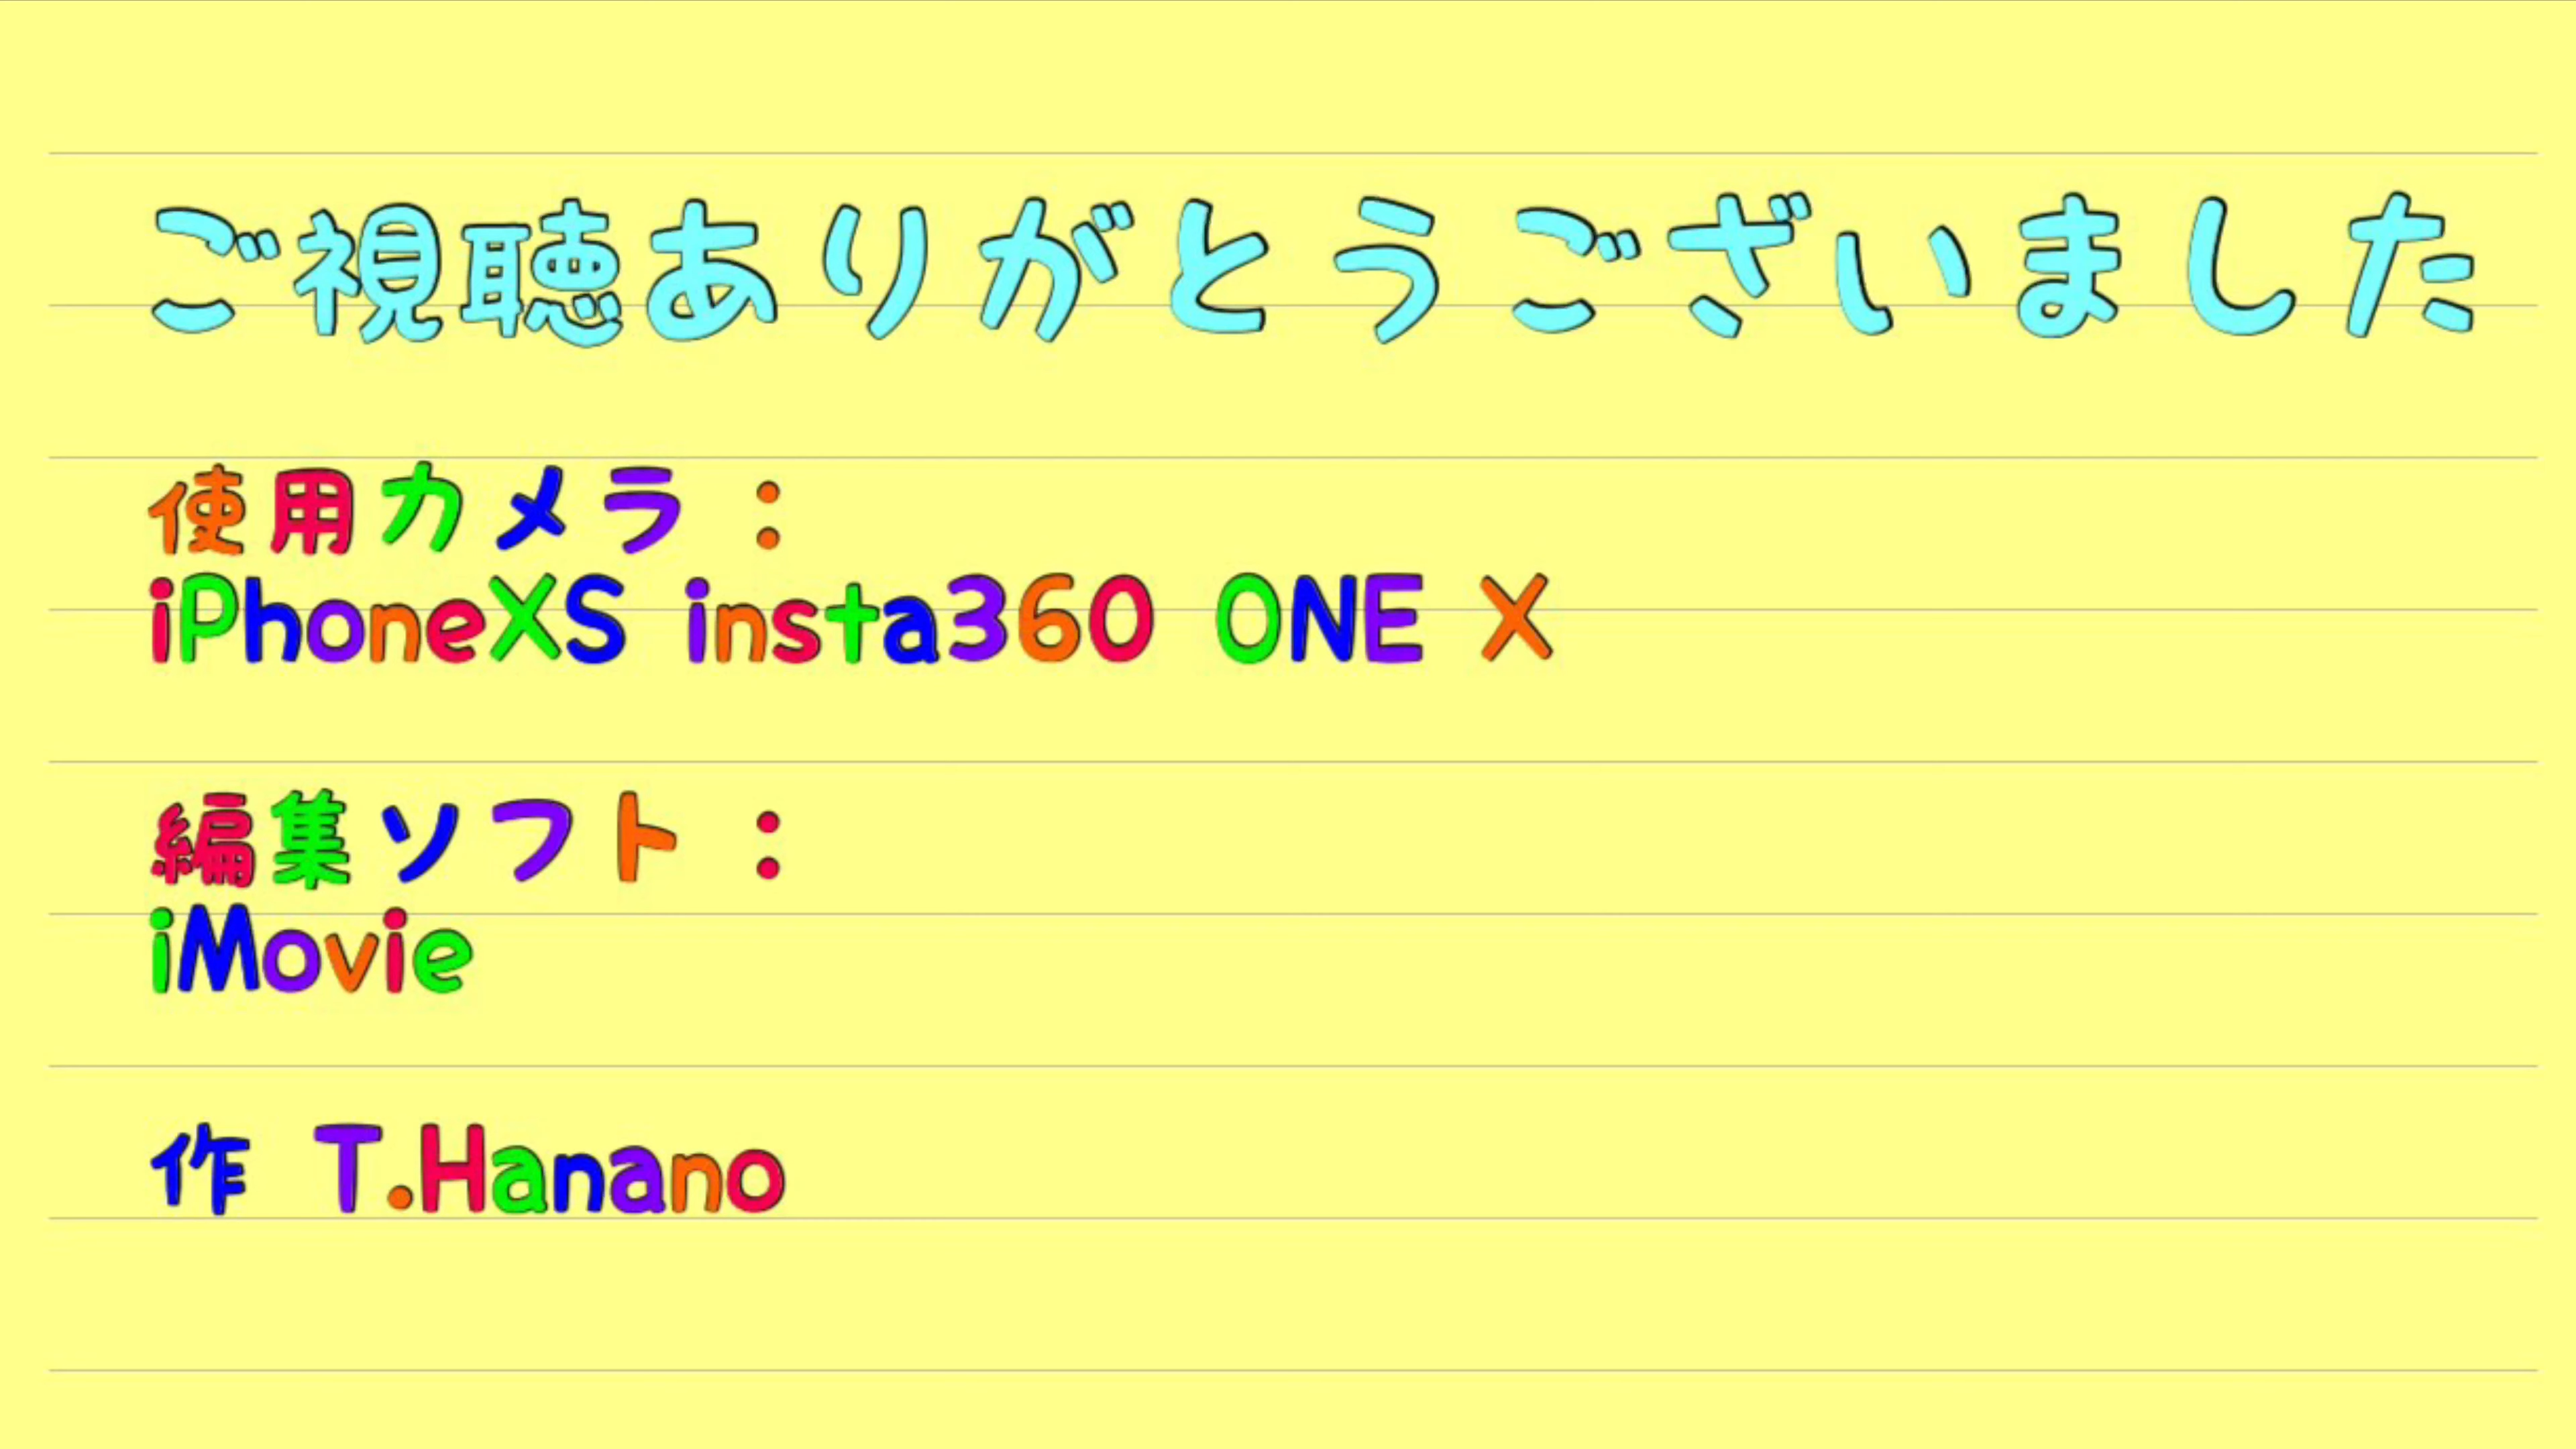 ご視聴ありがとうございました
使用カメラ：
iPhoneXS insta360 ONE X
編集ソフト：
iMovie
作 T.Hanano